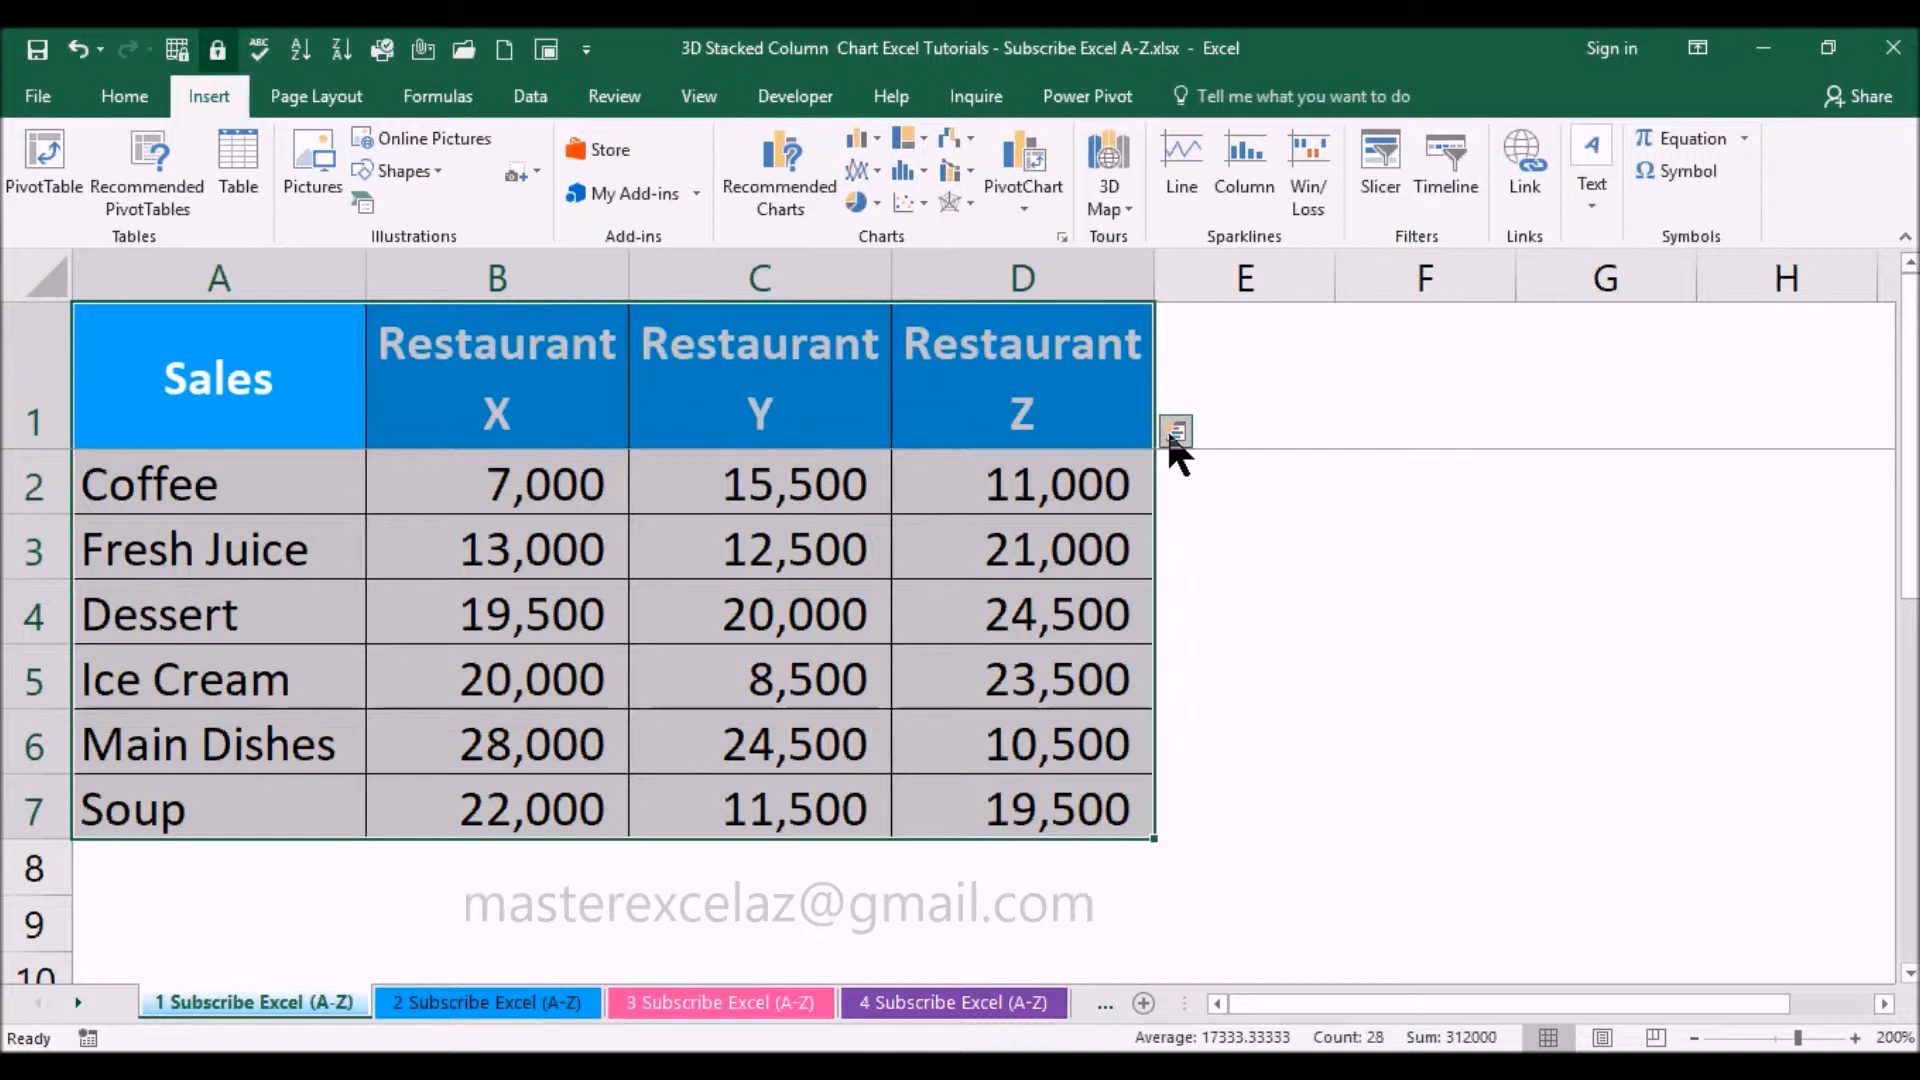 3D Stacked Column Chart Excel Tutorials - Subscribe Excel A-Z.xlsx - Excel
Sign in
File Home Insert Page Layout Formulas Data Review View Developer Help Inquire Power Pivot Tell me what you want to do Share
PivotTable
Recommended PivotTables
Table
Tables
Pictures
Online Pictures
Shapes
Illustrations
Store
My Add-ins
Add-ins
Recommended Charts
PivotChart
Charts
3D Map
Tours
Line
Column
Win/Loss
Sparklines
Slicer
Timeline
Filters
Link
Links
A
Text
π Equation
Ω Symbol
Symbols
A B C D E F G H
1 Sales Restaurant X Restaurant Y Restaurant Z
2 Coffee 7,000 15,500 11,000
3 Fresh Juice 13,000 12,500 21,000
4 Dessert 19,500 20,000 24,500
5 Ice Cream 20,000 8,500 23,500
6 Main Dishes 28,000 24,500 10,500
7 Soup 22,000 11,500 19,500
8
masterexcelaz@gmail.com
9
10
1 Subscribe Excel (A-Z) 2 Subscribe Excel (A-Z) 3 Subscribe Excel (A-Z) 4 Subscribe Excel (A-Z) ...
Ready Average: 17333.33333 Count: 28 Sum: 312000 200%